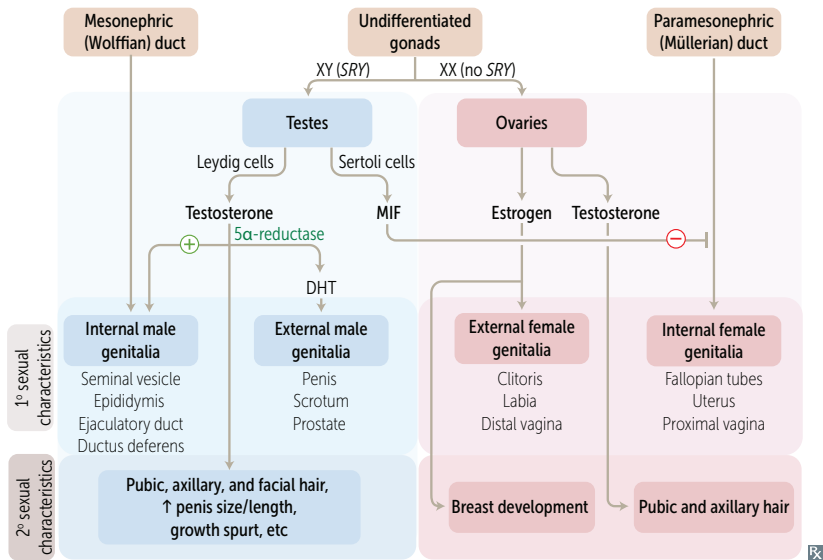 Mesonephric
(Wolffian) duct
Undifferentiated
gonads
Paramesonephric
(Müllerian) duct
XY (SRY)
XX (no SRY)
Testes
Ovaries
Leydig cells
Sertoli cells
Testosterone
MIF
Estrogen
Testosterone
+
5α-reductase
−
DHT
1º sexual
characteristics
Internal male
genitalia
Seminal vesicle
Epididymis
Ejaculatory duct
Ductus deferens
External male
genitalia
Penis
Scrotum
Prostate
External female
genitalia
Clitoris
Labia
Distal vagina
Internal female
genitalia
Fallopian tubes
Uterus
Proximal vagina
2º sexual
characteristics
Pubic, axillary, and facial hair,
↑ penis size/length,
growth spurt, etc
Breast development
Pubic and axillary hair
Rx